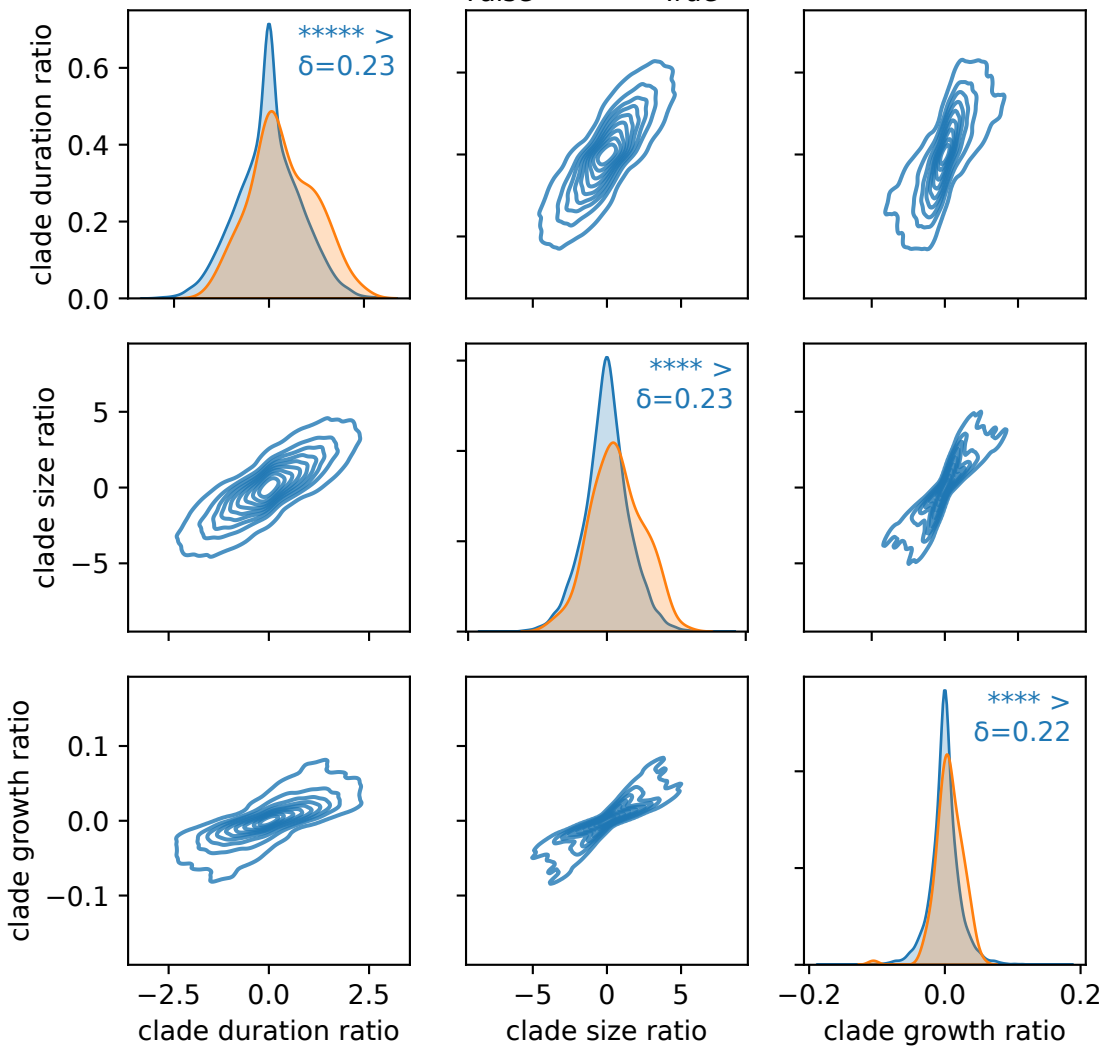 clade duration ratio
0.6
0.4
0.2
0.0
***** >
δ=0.23
clade size ratio
5
0
−5
**** >
δ=0.23
clade growth ratio
0.1
0.0
−0.1
**** >
δ=0.22
−2.5 0.0 2.5
clade duration ratio
−5 0 5
clade size ratio
−0.2 0.0 0.2
clade growth ratio